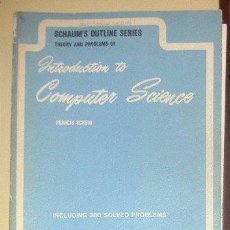 SCHAUM'S OUTLINE SERIES
THEORY AND PROBLEMS OF
Introduction to
Computer Science
FRANCIS SCHEID
INCLUDING 300 SOLVED PROBLEMS